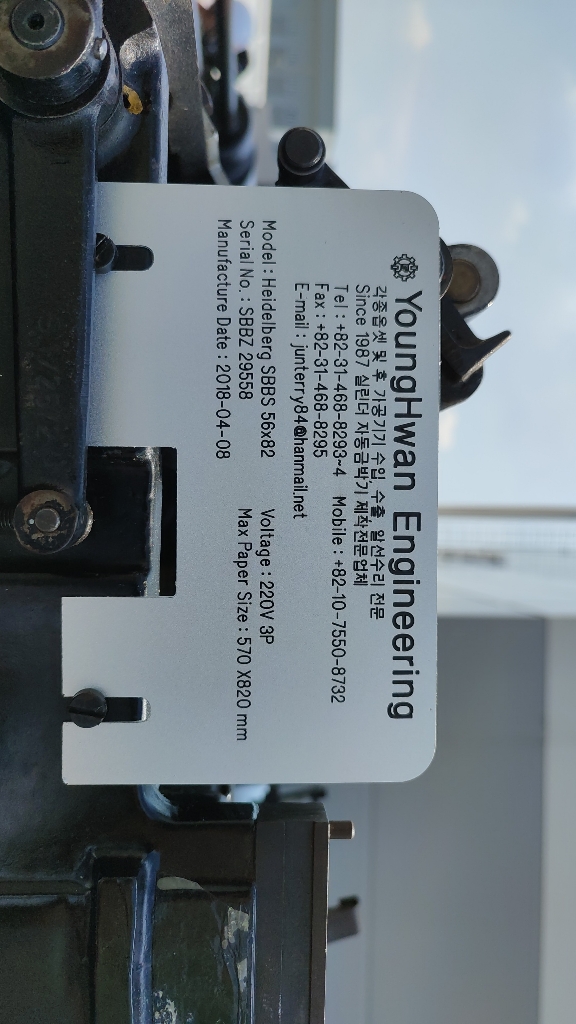 YoungHwan Engineering
각종옵셋 및 후 가공기기 수입 수출 알선수리 전문
Since 1987 실린더 자동금박기 제작전문업체
Tel : +82-31-468-8293~4 Mobile : +82-10-7550-8732
Fax : +82-31-468-8295
E-mail : junterry84@hanmail.net
Model : Heidelberg SBBS 56x82 Voltage : 220V 3P
Serial No. : SBBZ 29558 Max Paper Size : 570 X820 mm
Manufacture Date : 2018-04-08